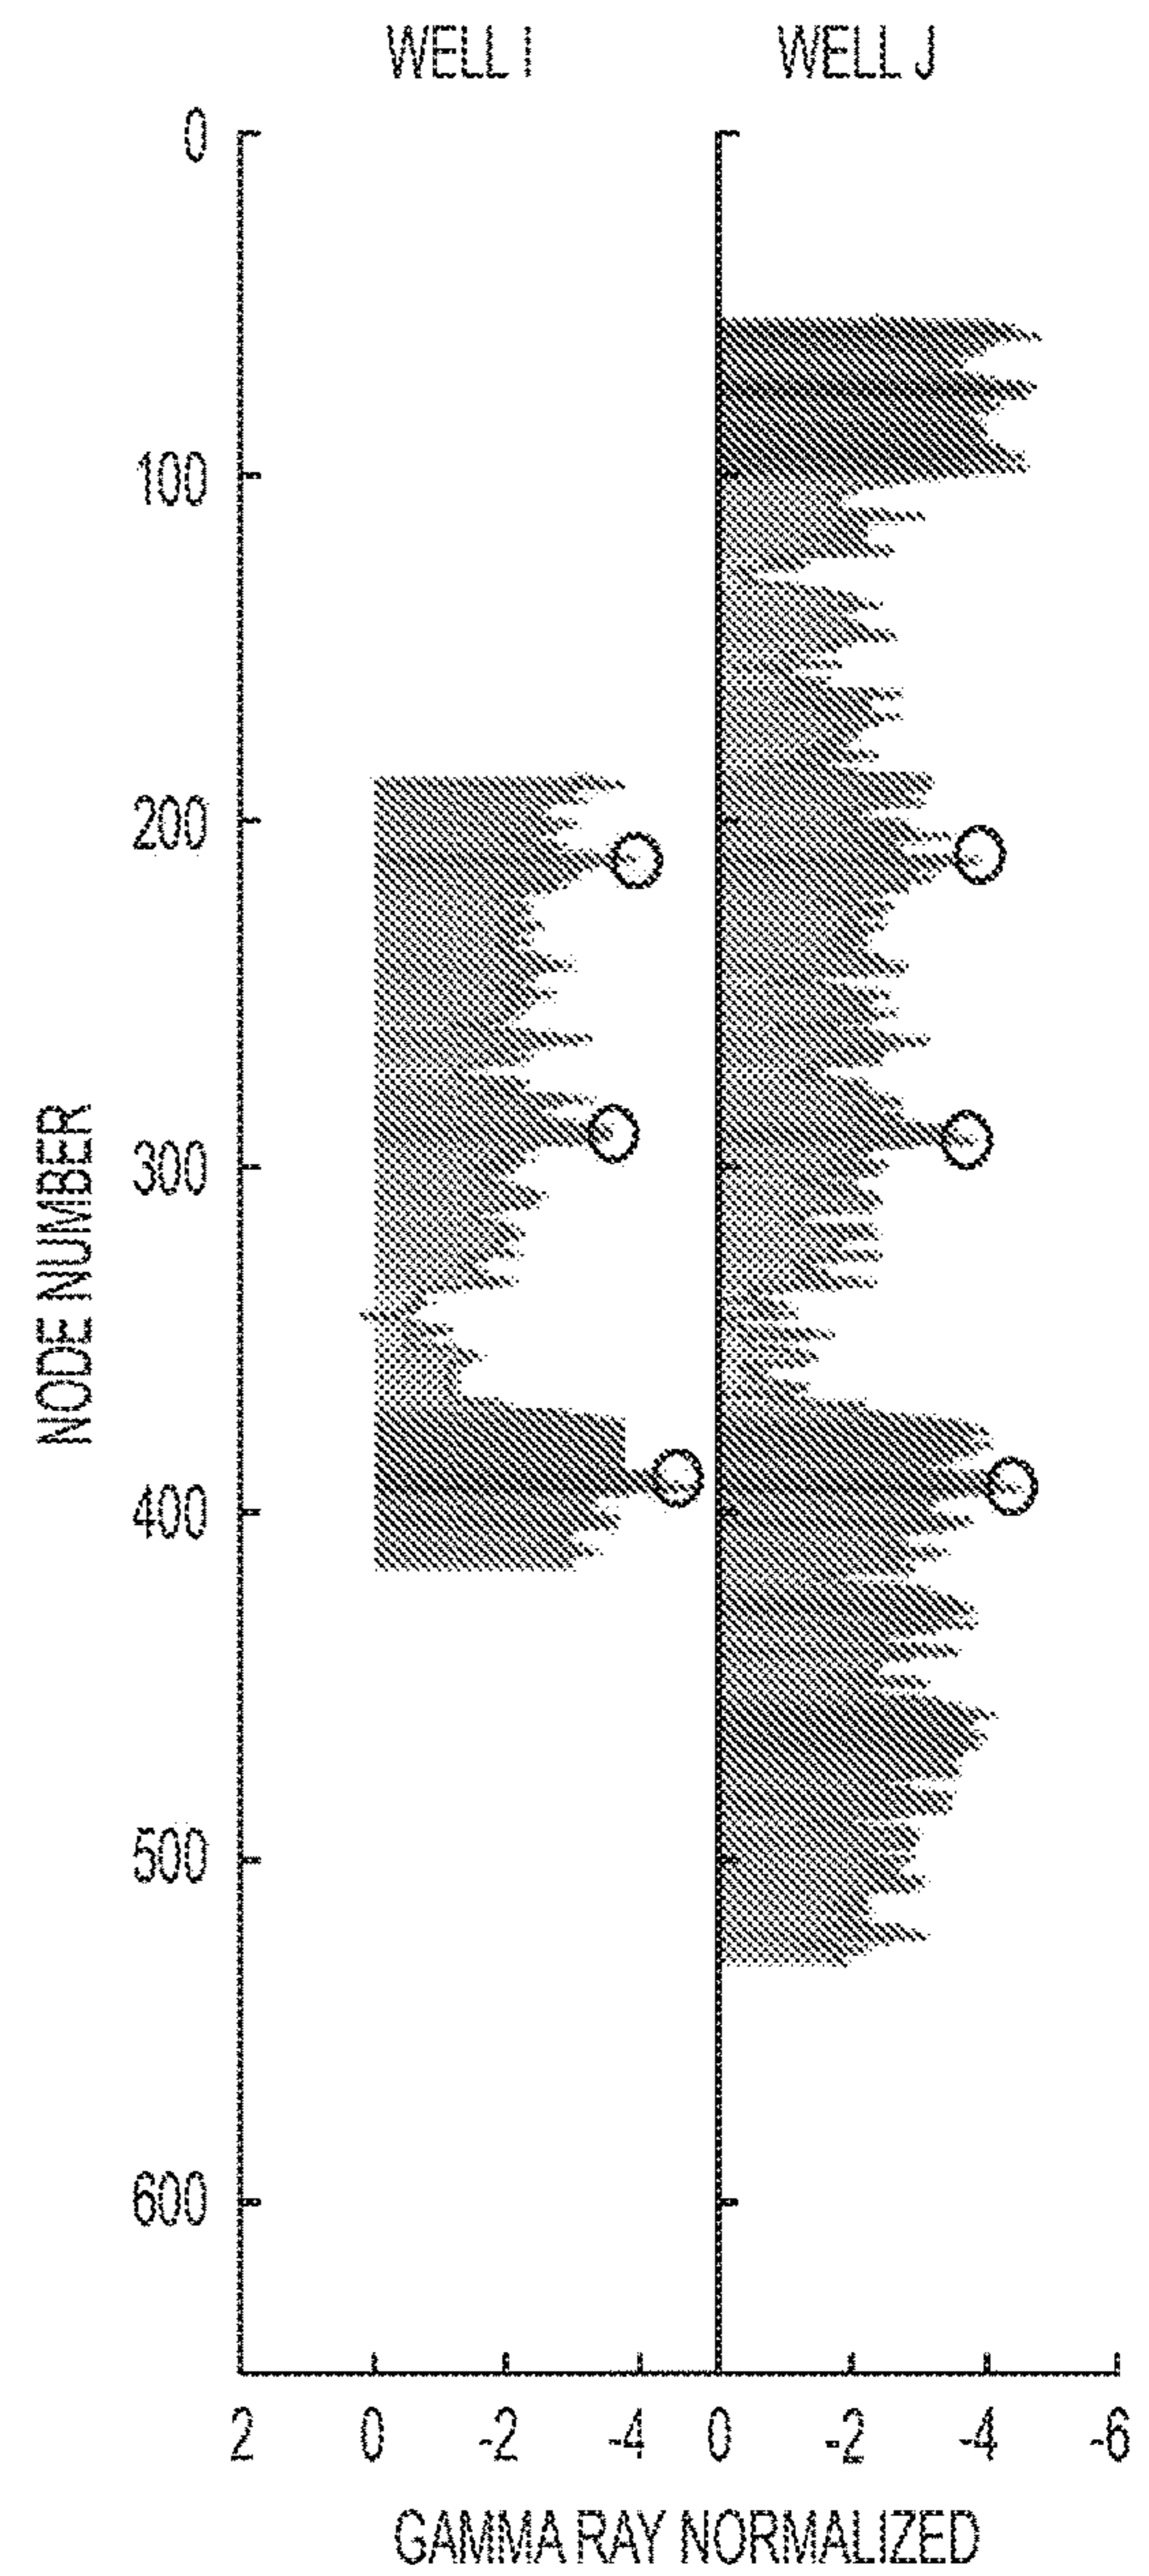 WELL I WELL J
0
100
200
300
400
500
600
NODE NUMBER
2 0 -2 -4 0 -2 -4 -6
GAMMA RAY NORMALIZED